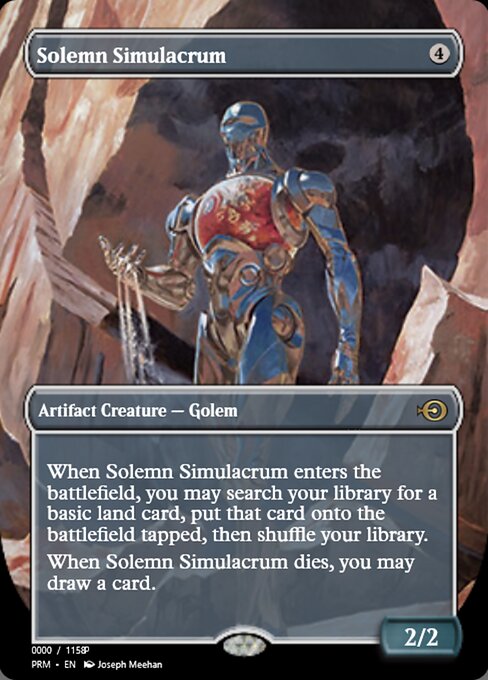 Solemn Simulacrum 4
Artifact Creature — Golem
When Solemn Simulacrum enters the
battlefield, you may search your library for a
basic land card, put that card onto the
battlefield tapped, then shuffle your library.
When Solemn Simulacrum dies, you may
draw a card.
2/2
0000 / 1158P
PRM • EN Joseph Meehan